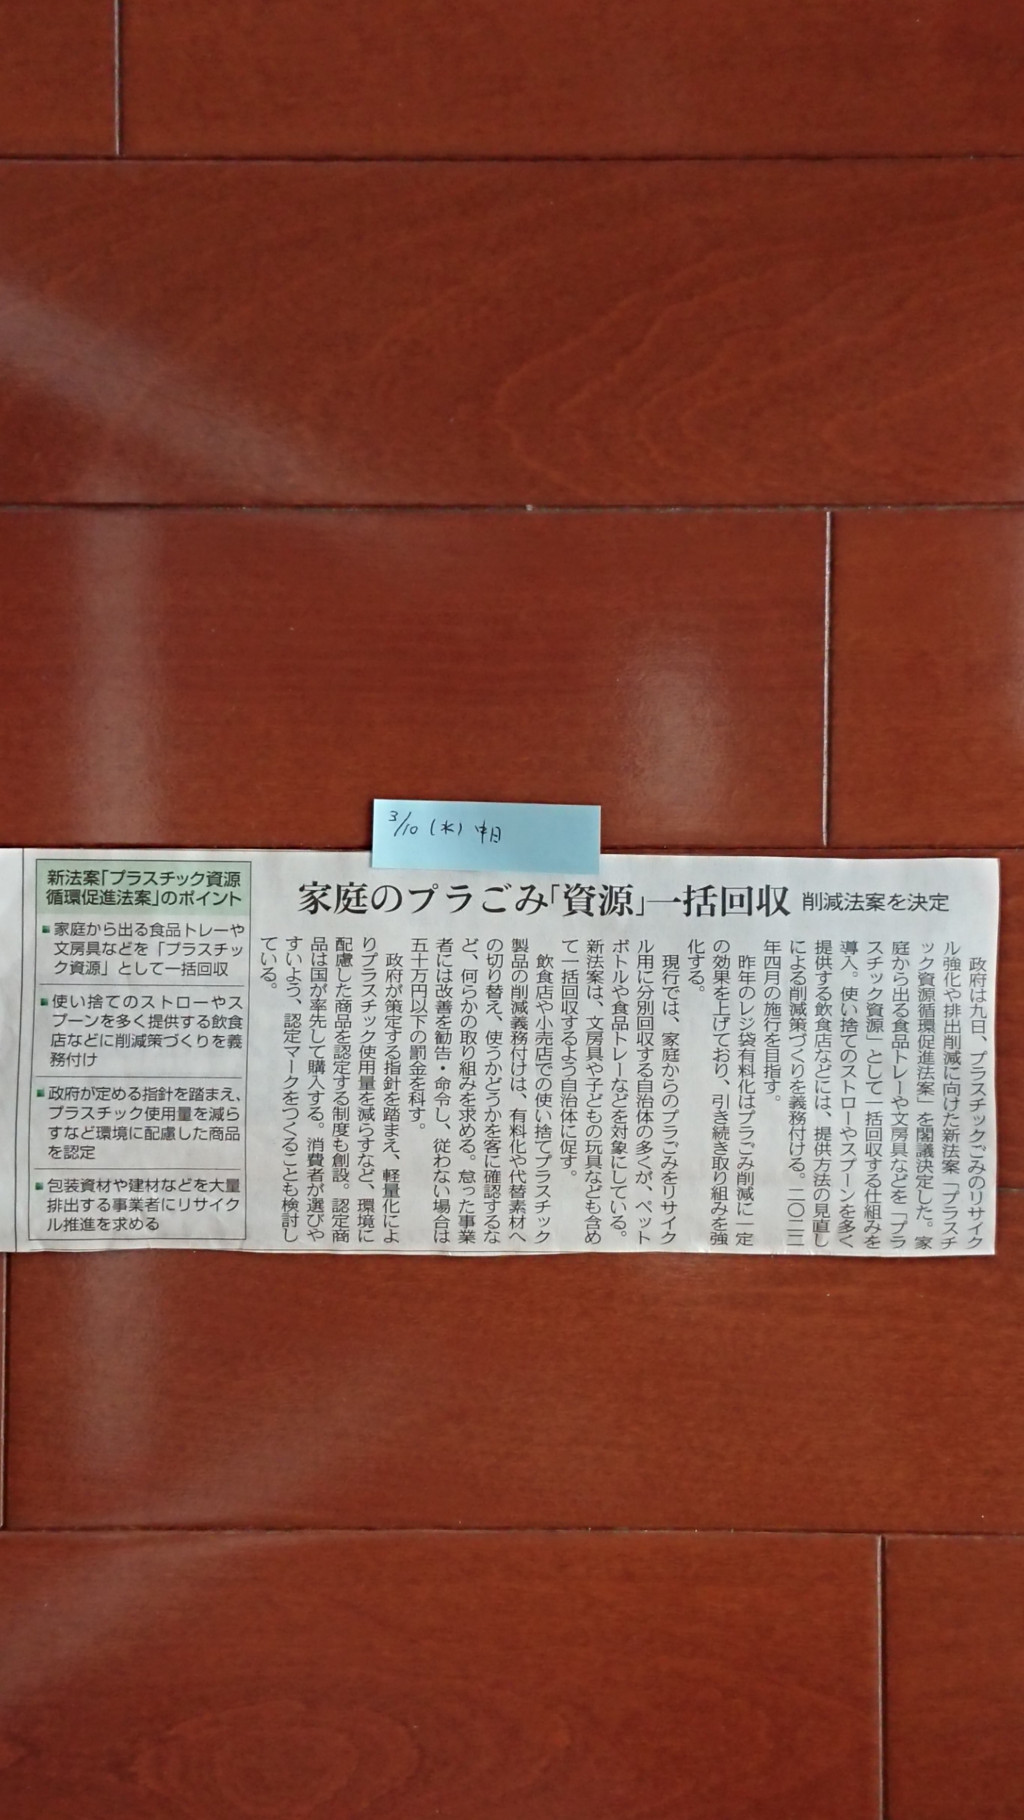 3/10(水)中日
家庭のプラごみ「資源」一括回収 削減法案を決定
政府は九日、プラスチックごみのリサイク
ル強化や排出削減に向けた新法案「プラスチ
ック資源循環促進法案」を閣議決定した。家
庭から出る食品トレーや文房具などを「プラ
スチック資源」として一括回収する仕組みを
導入。使い捨てのストローやスプーンを多く
提供する飲食店などには、提供方法の見直し
による削減策づくりを義務付ける。二〇二二
年四月の施行を目指す。
昨年のレジ袋有料化はプラごみ削減に一定
の効果を上げており、引き続き取り組みを強
化する。
現行では、家庭からのプラごみをリサイク
ル用に分別回収する自治体の多くが、ペット
ボトルや食品トレーなどを対象にしている。
新法案は、文房具や子どもの玩具なども含め
て一括回収するよう自治体に促す。
飲食店や小売店での使い捨てプラスチック
製品の削減義務付けは、有料化や代替素材へ
の切り替え、使うかどうかを客に確認するな
ど、何らかの取り組みを求める。怠った事業
者には改善を勧告・命令し、従わない場合は
五十万円以下の罰金を科す。
政府が策定する指針を踏まえ、軽量化によ
りプラスチック使用量を減らすなど、環境に
配慮した商品を認定する制度も創設。認定商
品は国が率先して購入する。消費者が選びや
すいよう、認定マークをつくることも検討し
ている。
新法案「プラスチック資源
循環促進法案」のポイント
家庭から出る食品トレーや
文房具などを「プラスチッ
ク資源」として一括回収
使い捨てのストローやス
プーンを多く提供する飲食
店などに削減策づくりを義
務付け
政府が定める指針を踏まえ、
プラスチック使用量を減ら
すなど環境に配慮した商品
を認定
包装資材や建材などを大量
排出する事業者にリサイク
ル推進を求める